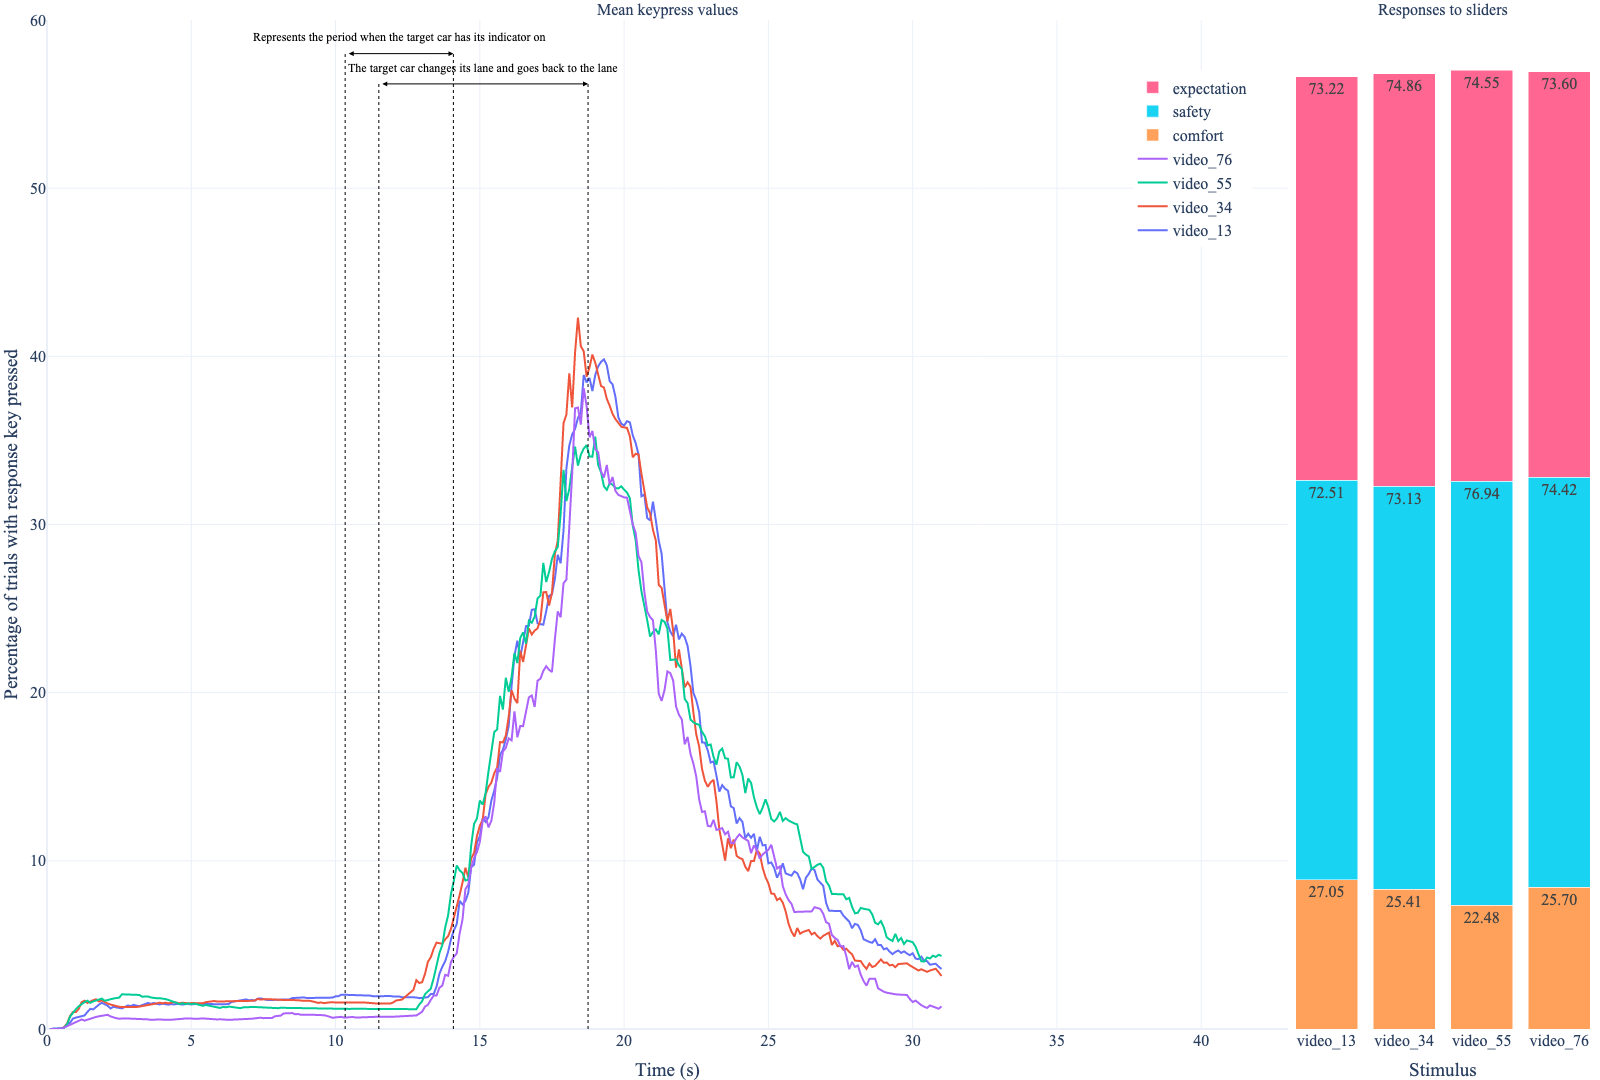 Mean keypress values
Responses to sliders
60
Represents the period when the target car has its indicator on
The target car changes its lane and goes back to the lane
expectation
safety
comfort
video_76
video_55
video_34
video_13
50
40
30
20
10
0
Percentage of trials with response key pressed
0
5
10
15
20
25
30
35
40
Time (s)
73.22
74.86
74.55
73.60
72.51
73.13
76.94
74.42
27.05
25.41
22.48
25.70
video_13
video_34
video_55
video_76
Stimulus